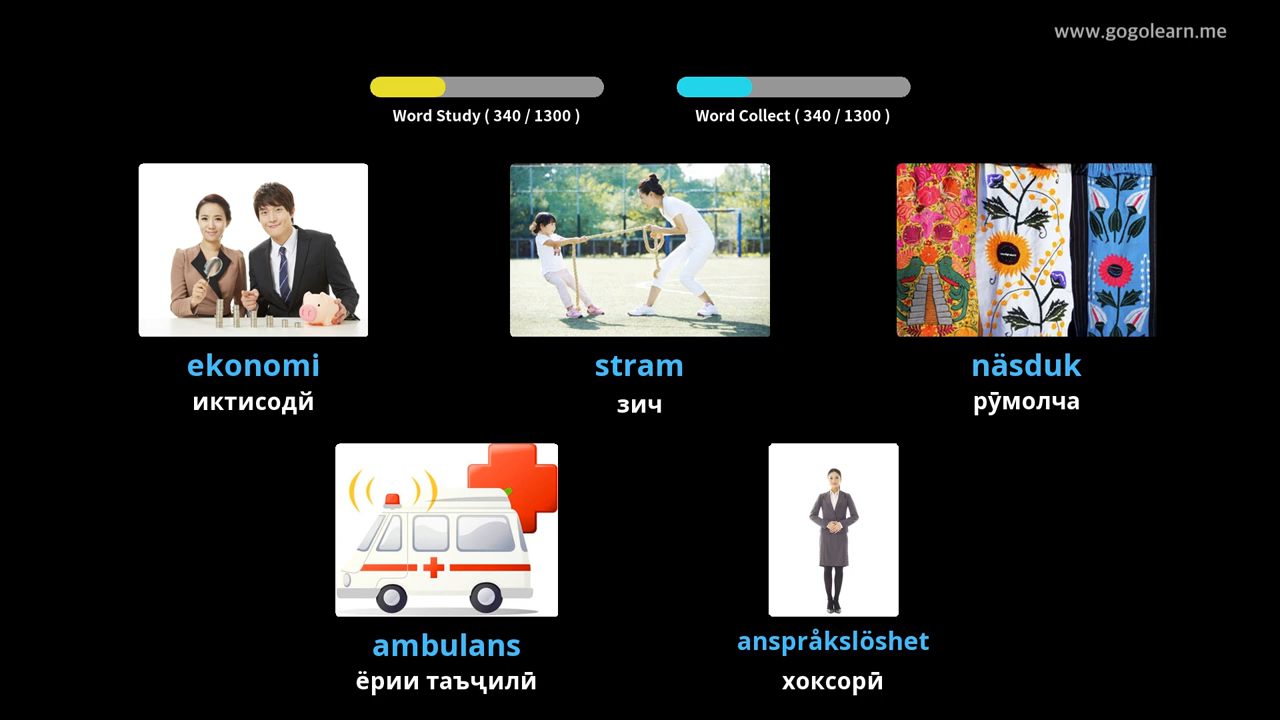 www.gogolearn.me
Word Study ( 340 / 1300 )
Word Collect ( 340 / 1300 )
ekonomi
иктисодй
stram
зич
näsduk
рӯмолча
ambulans
ёрии таъҷилӣ
anspråkslöshet
хоксорӣ